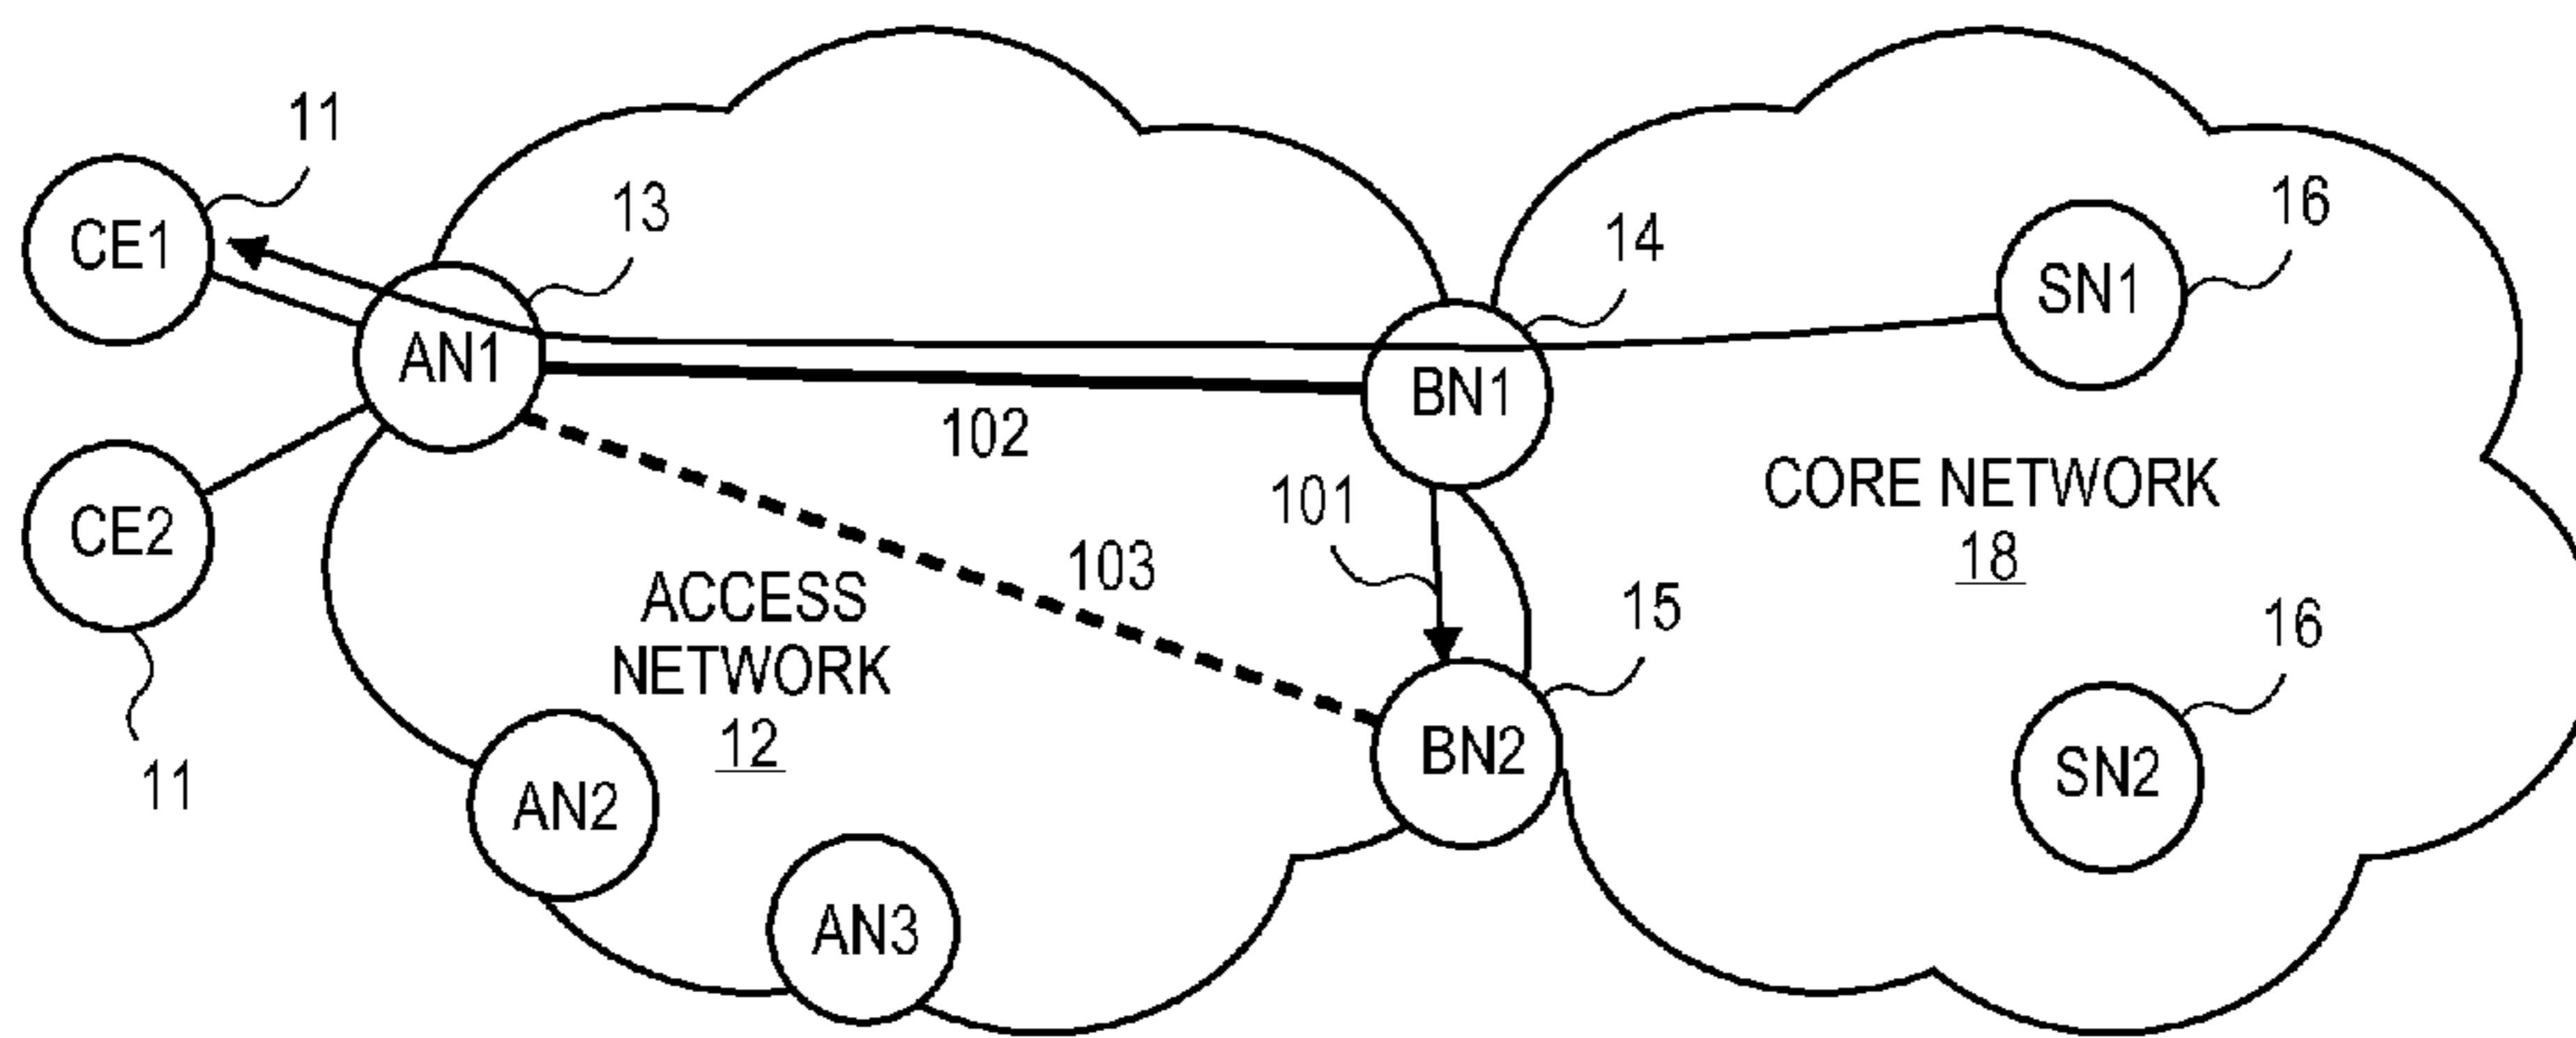 11
CE1
13
AN1
14
BN1
16
SN1
102
101
CORE NETWORK
18
CE2
103
ACCESS
NETWORK
12
15
16
BN2
SN2
11
AN2
AN3